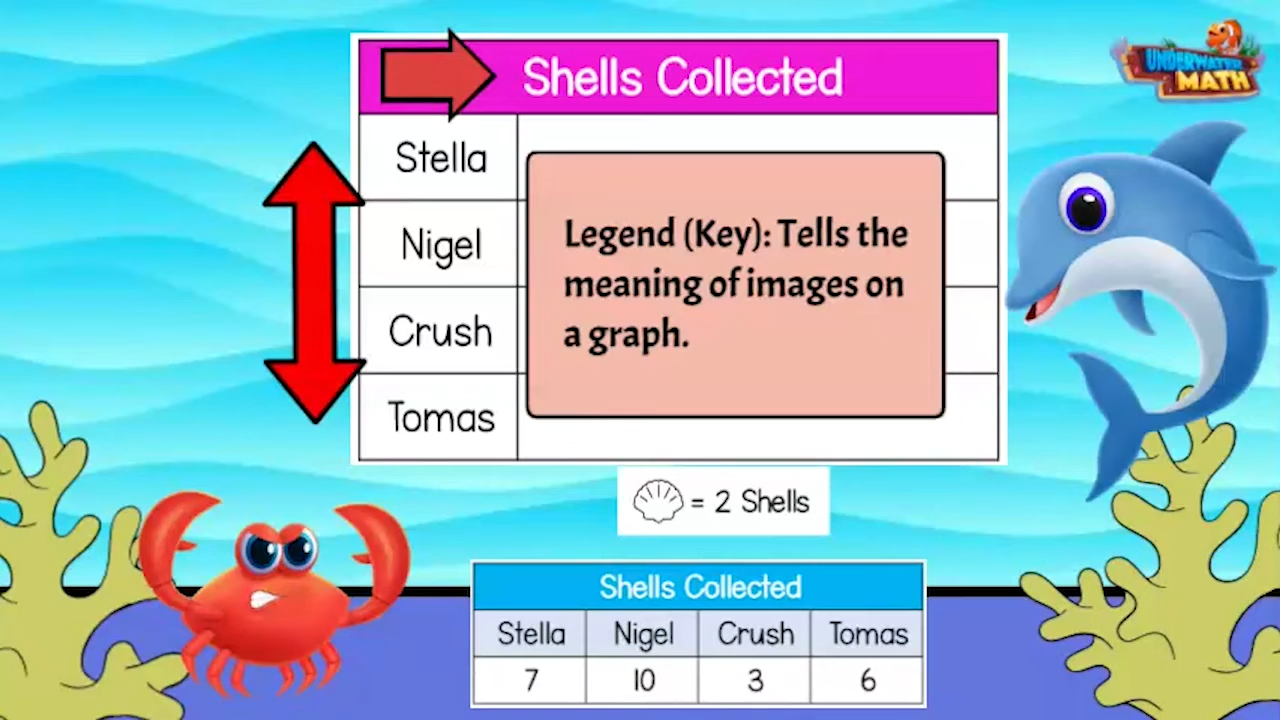 UNDERWATER
MATH
Shells Collected
Stella
Nigel
Crush
Tomas
Legend (Key): Tells the
meaning of images on
a graph.
= 2 Shells
Shells Collected
Stella Nigel Crush Tomas
7 10 3 6